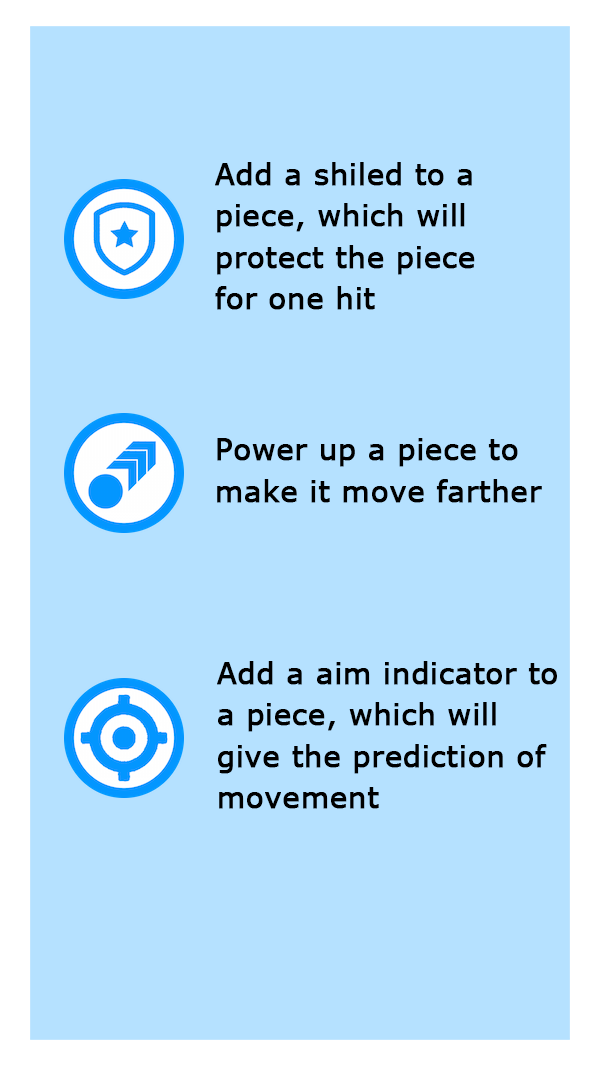 Add a shiled to a
piece, which will
protect the piece
for one hit
Power up a piece to
make it move farther
Add a aim indicator to
a piece, which will
give the prediction of
movement